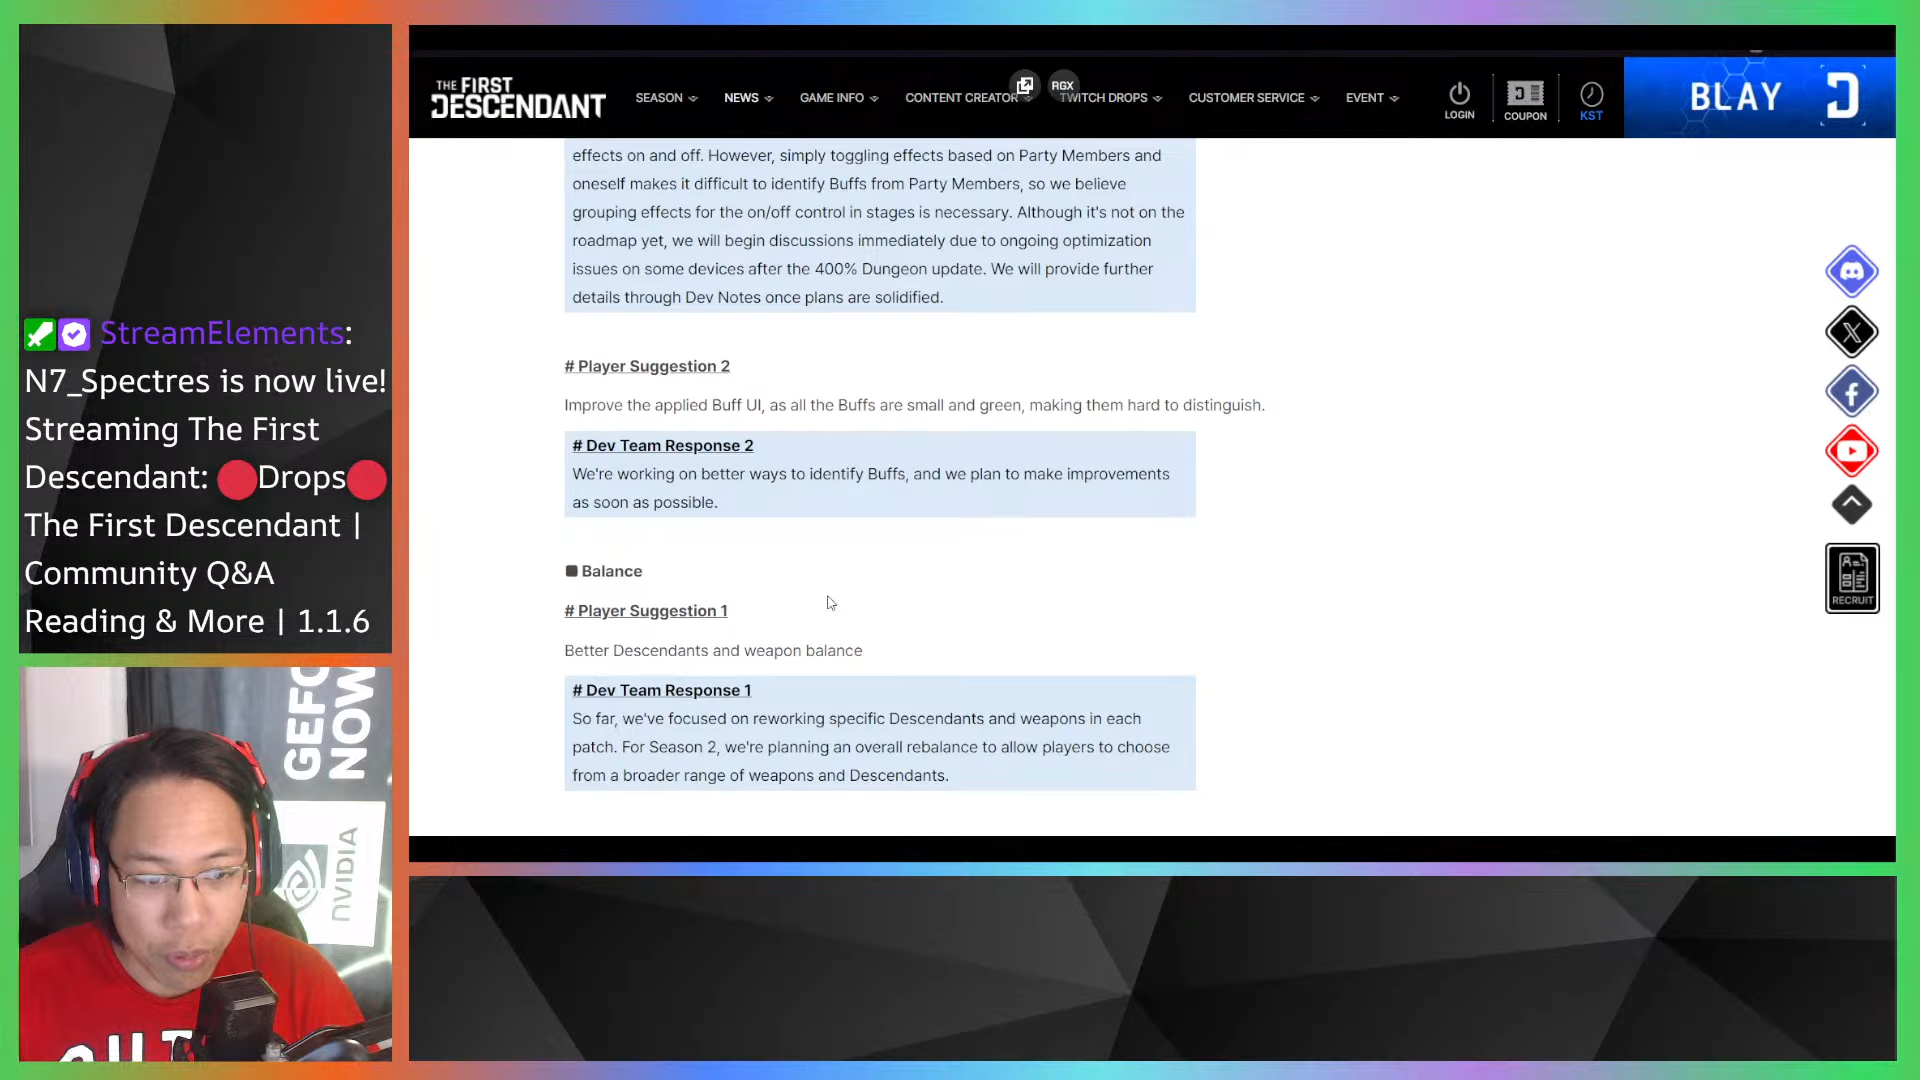 THE FIRST
DESCENDANT
SEASON
NEWS
GAME INFO
CONTENT CREATOR
RGX
TWITCH DROPS
CUSTOMER SERVICE
EVENT
LOGIN
COUPON
KST
BLAY
effects on and off. However, simply toggling effects based on Party Members and
oneself makes it difficult to identify Buffs from Party Members, so we believe
grouping effects for the on/off control in stages is necessary. Although it's not on the
roadmap yet, we will begin discussions immediately due to ongoing optimization
issues on some devices after the 400% Dungeon update. We will provide further
details through Dev Notes once plans are solidified.
# Player Suggestion 2
Improve the applied Buff UI, as all the Buffs are small and green, making them hard to distinguish.
# Dev Team Response 2
We're working on better ways to identify Buffs, and we plan to make improvements
as soon as possible.
Balance
# Player Suggestion 1
Better Descendants and weapon balance
# Dev Team Response 1
So far, we've focused on reworking specific Descendants and weapons in each
patch. For Season 2, we're planning an overall rebalance to allow players to choose
from a broader range of weapons and Descendants.
RECRUIT
StreamElements:
N7_Spectres is now live!
Streaming The First
Descendant: 🔴Drops🔴
The First Descendant |
Community Q&A
Reading & More | 1.1.6
GEFO
NOW
NVIDIA